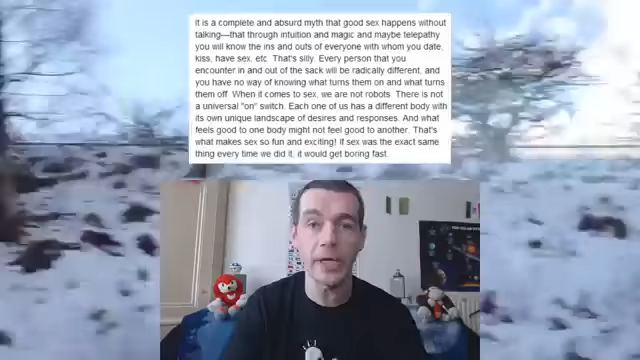 It is a complete and absurd myth that good sex happens without
talking—that through intuition and magic and maybe telepathy
you will know the ins and outs of everyone with whom you date,
kiss, have sex, etc. That's silly. Every person that you
encounter in and out of the sack will be radically different, and
you have no way of knowing what turns them on and what turns
them off. When it comes to sex, we are not robots. There is not
a universal "on" switch. Each one of us has a different body with
its own unique landscape of desires and responses. And what
feels good to one body might not feel good to another. That's
what makes sex so fun and exciting! If sex was the exact same
thing every time we did it, it would get boring fast.